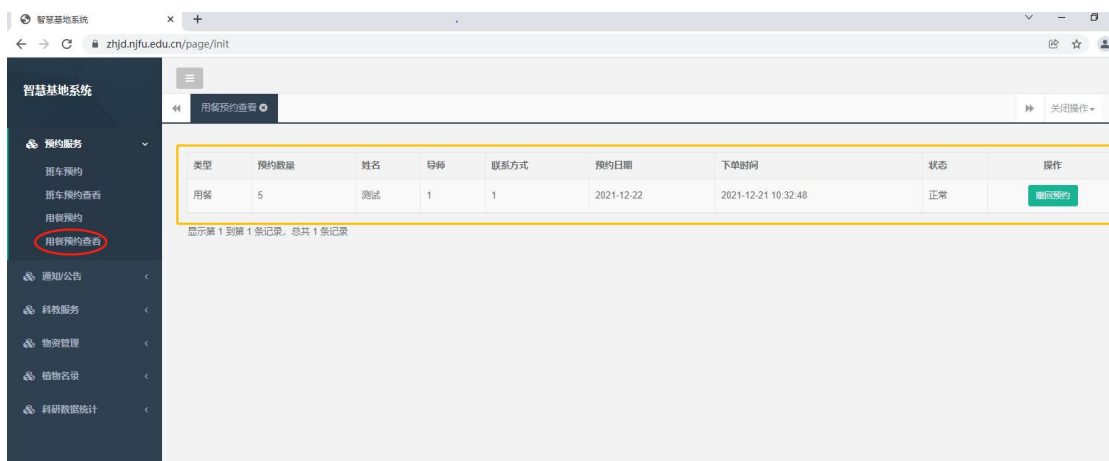 智慧基地系统
zhjd.njfu.edu.cn/page/init
智慧基地系统
用餐预约查看
关闭操作
预约服务
班车预约
班车预约查看
用餐预约
用餐预约查看
通知/公告
科教服务
物资管理
植物名录
科研数据统计
类型 预约数量 姓名 导师 联系方式 预约日期 下单时间 状态 操作
用餐 5 测试 1 1 2021-12-22 2021-12-21 10:32:48 正常 撤回预约
显示第 1 到第 1 条记录，总共 1 条记录